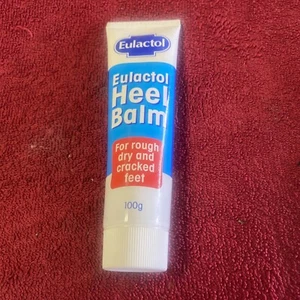 Eulactol
Eulactol
Heel
Balm
For rough
dry and
cracked
feet
100g